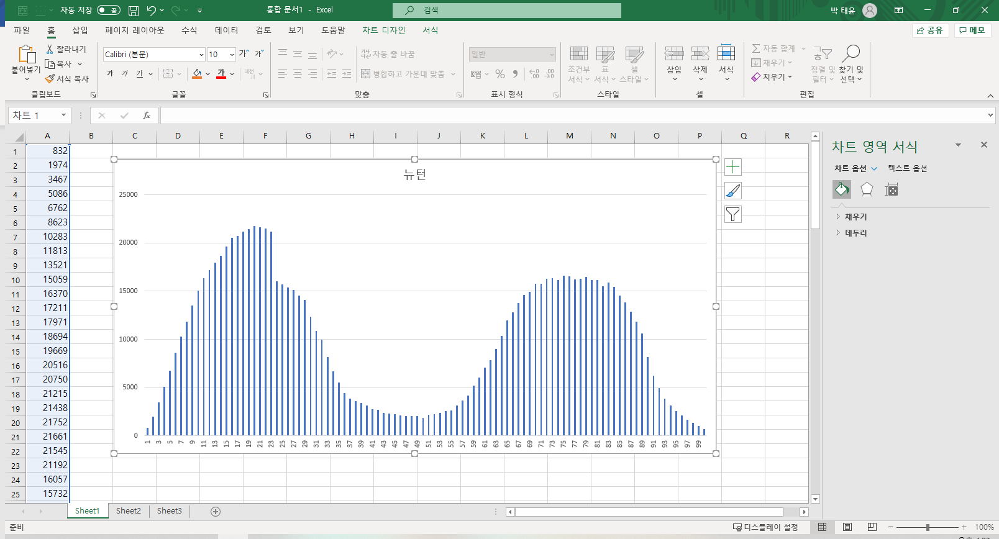 자동 저장 끔 통합 문서1 - Excel 검색 박 태윤
파일 홈 삽입 페이지 레이아웃 수식 데이터 검토 보기 도움말 차트 디자인 서식 공유 메모
붙여넣기 잘라내기 복사 서식 복사
클립보드
Calibri (본문) 10 가 가
가 가 가 가
글꼴
자동 줄 바꿈
병합하고 가운데 맞춤
맞춤
일반
% 9
표시 형식
조건부 서식 표 서식 셀 스타일
스타일
삽입 삭제 서식
셀
자동 합계
채우기
지우기
정렬 및 필터 찾기 및 선택
편집
차트 1 fx
A B C D E F G H I J K L M N O P Q R
1 832
2 1974
3 3467
4 5086
5 6762
6 8623
7 10283
8 11813
9 13521
10 15059
11 16370
12 17211
13 17971
14 18694
15 19669
16 20516
17 20750
18 21215
19 21438
20 21752
21 21661
22 21545
23 21192
24 16057
25 15732
뉴턴
25000
20000
15000
10000
5000
0
1 3 5 7 9 11 13 15 17 19 21 23 25 27 29 31 33 35 37 39 41 43 45 47 49 51 53 55 57 59 61 63 65 67 69 71 73 75 77 79 81 83 85 87 89 91 93 95 97 99
차트 영역 서식
차트 옵션 텍스트 옵션
채우기
테두리
Sheet1 Sheet2 Sheet3
준비 디스플레이 설정 100%